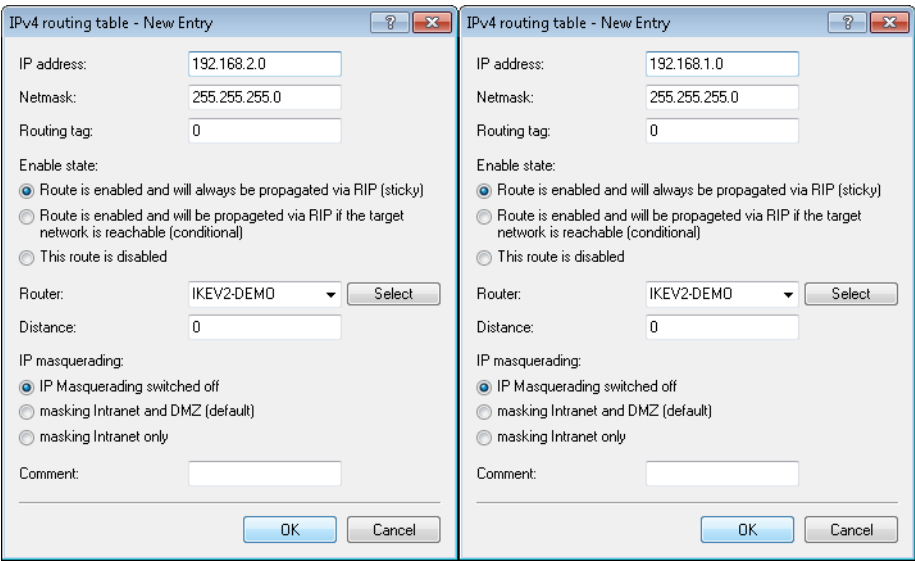 IPv4 routing table - New Entry
IP address: 192.168.2.0
Netmask: 255.255.255.0
Routing tag: 0
Enable state:
Route is enabled and will always be propagated via RIP (sticky)
Route is enabled and will be propageted via RIP if the target
network is reachable (conditional)
This route is disabled
Router: IKEV2-DEMO Select
Distance: 0
IP masquerading:
IP Masquerading switched off
masking Intranet and DMZ (default)
masking Intranet only
Comment:
OK Cancel
IPv4 routing table - New Entry
IP address: 192.168.1.0
Netmask: 255.255.255.0
Routing tag: 0
Enable state:
Route is enabled and will always be propagated via RIP (sticky)
Route is enabled and will be propageted via RIP if the target
network is reachable (conditional)
This route is disabled
Router: IKEV2-DEMO Select
Distance: 0
IP masquerading:
IP Masquerading switched off
masking Intranet and DMZ (default)
masking Intranet only
Comment:
OK Cancel